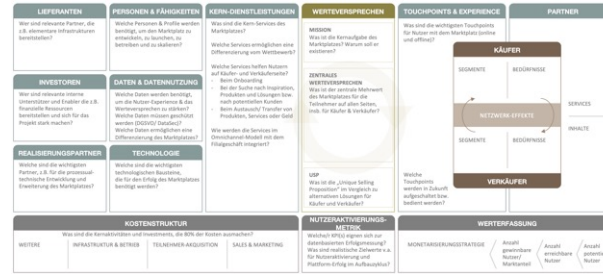 LIEFERANTEN
Wer sind relevante Partner, die
z.B. elementare Infrastrukturen
bereitstellen?
INVESTOREN
Wer sind relevante interne
Unterstützer und Enabler die z.B.
finanzielle Ressourcen
bereitstellen und sich für das
Projekt stark machen?
REALISIERUNGSPARTNER
Welche sind die wichtigsten
Partner, z.B. für die prozessual-
technische Entwicklung und
Erweiterung des Marktplatzes?
PERSONEN & FÄHIGKEITEN
Welche Personen & Profile werden
benötigt, um den Marktplatz zu
entwickeln, zu launchen, zu
betreiben und zu skalieren?
DATEN & DATENNUTZUNG
Welche Daten werden benötigt,
um die Nutzer-Experience & das
Werteversprechen zu stärken?
Welche Daten müssen geschützt
werden (DSGVO/ DataSec)?
Welche Daten ermöglichen eine
Differenzierung des Marktplatzes?
TECHNOLOGIE
Welche sind die wichtigsten
technologischen Bausteine,
die für den Erfolg des Marktplatz
benötigt werden?
KERN-DIENSTLEISTUNGEN
Was sind die Kern-Services des
Marktplatzes?
Welche Services ermöglichen eine
Differenzierung vom Wettbewerb?
Welche Services helfen Nutzern
auf Käufer- und Verkäuferseite?
- Beim Onboarding
- Bei der Suche nach Inspiration,
Produkten und Lösungen bzw.
nach potentiellen Kunden
- Beim Austausch/ Transfer von
Produkten, Services oder Geld
Wie werden die Services im
Omnichannel-Modell mit dem
Filialgeschäft integriert?
WERTEVERSPRECHEN
MISSION
Was ist die Kernaufgabe des
Marktplatzes? Warum soll er
existieren?
ZENTRALES
WERTEVERSPRECHEN
Was ist der zentrale Mehrwert
des Marktplatzes für die
Teilnehmer auf allen Seiten,
insb. für Käufer & Verkäufer?
USP
Was ist die „Unique Selling
Proposition" im Vergleich zu
alternativen Lösungen für
Käufer und Verkäufer?
TOUCHPOINTS & EXPERIENCE
Was sind die wichtigsten Touchpoints
für Nutzer mit dem Marktplatz (online
und offline)?
Welche
Touchpoints
werden in Zukunft
aufgeschaltet bzw.
bedient werden?
PARTNER
KÄUFER
SEGMENTE
BEDÜRFNISSE
NETZWERK-EFFEKTE
SERVICES
INHALTE
SEGMENTE
BEDÜRFNISSE
VERKÄUFER
KOSTENSTRUKTUR
Was sind die Kernaktivitäten und Investments, die 80% der Kosten ausmachen?
WEITERE
INFRASTRUKTUR & BETRIEB
TEILNEHMER-AKQUISITION
SALES & MARKETING
NUTZERAKTIVIERUNGS-
METRIK
Welche/r KPI(s) eignen sich zur
datenbasierten Erfolgsmessung?
Was sind realistische Zielwerte v.a.
für Nutzeraktivierung und
Plattform-Erfolg im Aufbauzyklus?
WERTERFASSUNG
MONETARISIERUNGSSTRATEGIE
Anzahl
gewinnbare
Nutzer/
Marktanteil
Anzahl
erreichbare
Nutzer
Anzahl
potenti
Nutzer